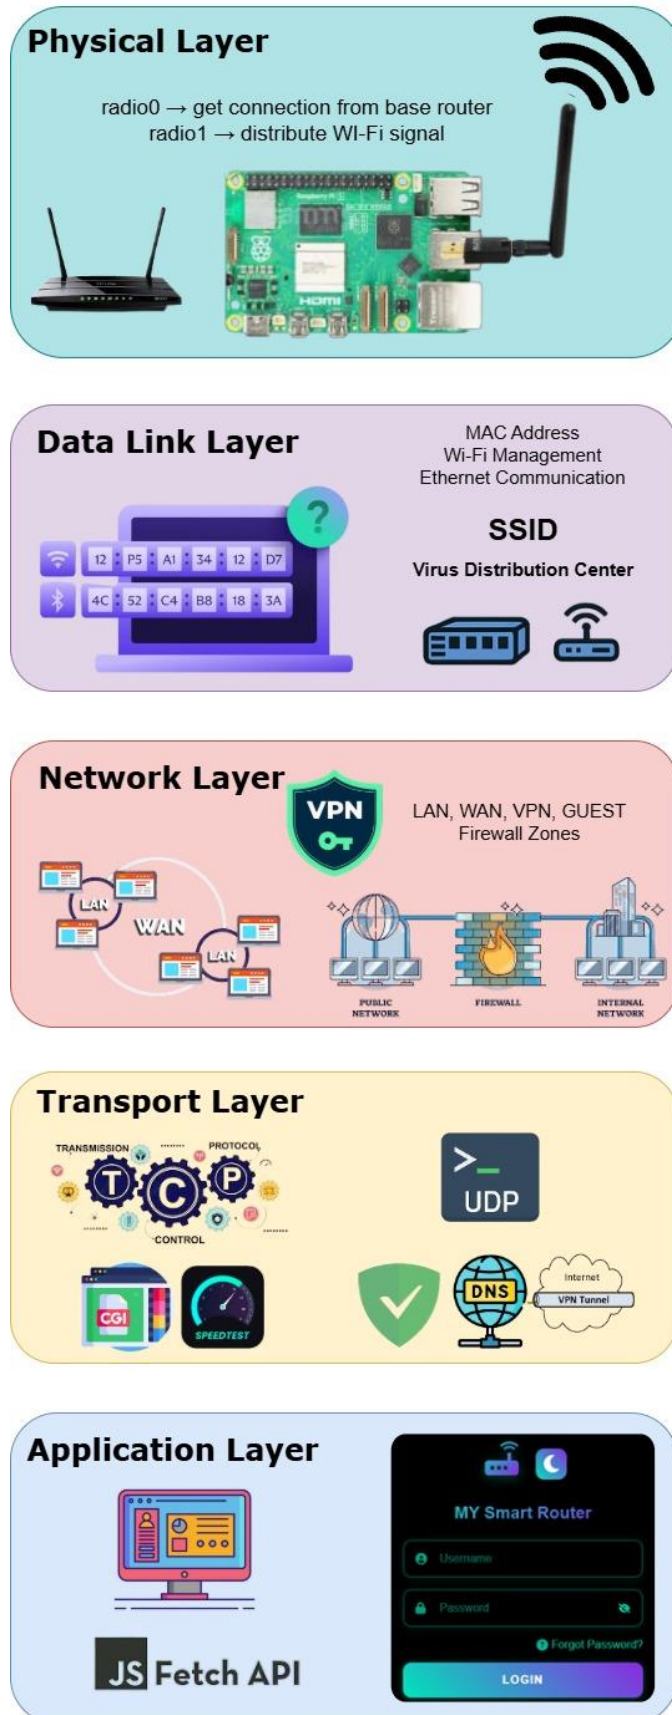 Physical Layer
radio0 → get connection from base router
radio1 → distribute WI-Fi signal
HDMI
Data Link Layer
MAC Address
Wi-Fi Management
Ethernet Communication
?
12 : P5 : A1 : 34 : 12 : D7
4C : 52 : C4 : B8 : 18 : 3A
SSID
Virus Distribution Center
Network Layer
VPN
LAN, WAN, VPN, GUEST
Firewall Zones
LAN
WAN
LAN
PUBLIC
NETWORK
FIREWALL
INTERNAL
NETWORK
Transport Layer
TRANSMISSION
PROTOCOL
TCP
CONTROL
>_
UDP
CGI
SPEEDTEST
DNS
Internet
VPN Tunnel
Application Layer
MY Smart Router
Username
Password
? Forgot Password?
LOGIN
JS Fetch API